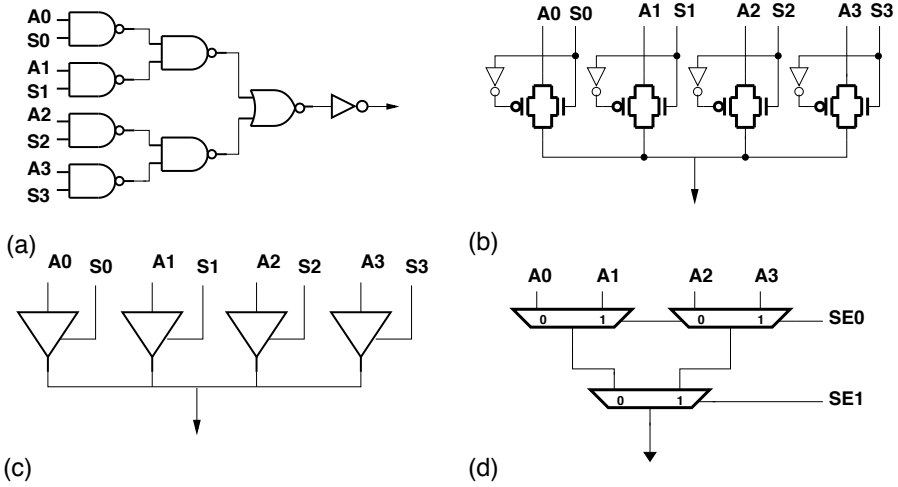 A0
S0
A1
S1
A2
S2
A3
S3
(a)
A0 S0 A1 S1 A2 S2 A3 S3
(b)
A0 S0 A1 S1 A2 S2 A3 S3
(c)
A0 A1 A2 A3
0 1 0 1 SE0
0 1 SE1
(d)